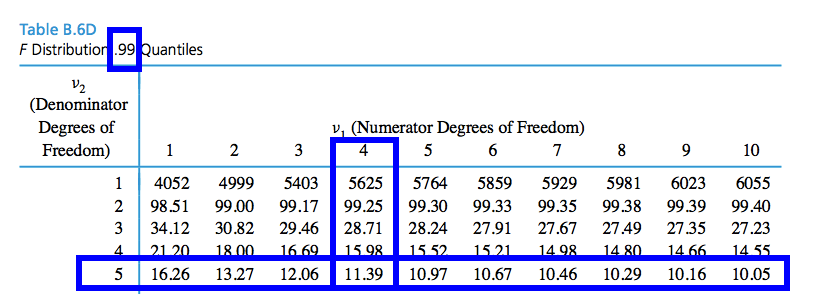 Table B.6D
F Distribution .99 Quantiles
ν2
(Denominator
Degrees of
Freedom)
ν1 (Numerator Degrees of Freedom)
1 2 3 4 5 6 7 8 9 10
1 4052 4999 5403 5625 5764 5859 5929 5981 6023 6055
2 98.51 99.00 99.17 99.25 99.30 99.33 99.35 99.38 99.39 99.40
3 34.12 30.82 29.46 28.71 28.24 27.91 27.67 27.49 27.35 27.23
4 21.20 18.00 16.69 15.98 15.52 15.21 14.98 14.80 14.66 14.55
5 16.26 13.27 12.06 11.39 10.97 10.67 10.46 10.29 10.16 10.05